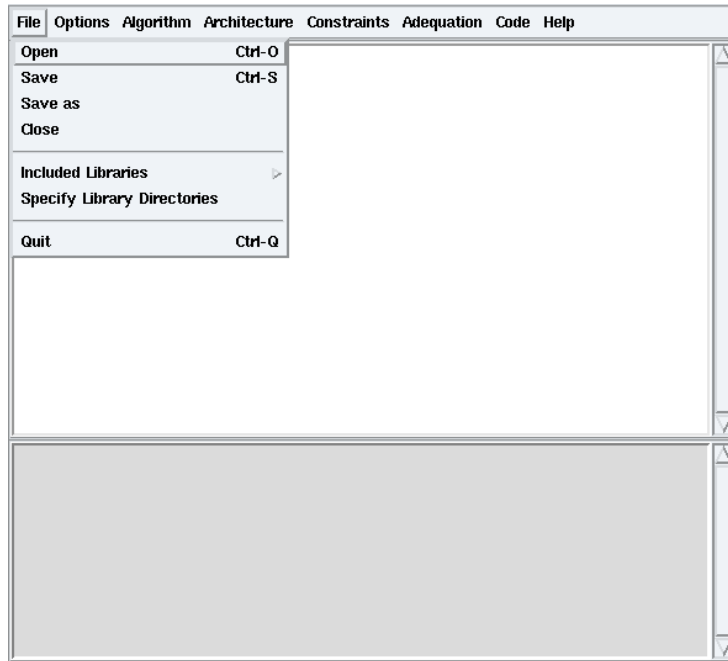 File Options Algorithm Architecture Constraints Adequation Code Help
Open Ctrl-O
Save Ctrl-S
Save as
Close
Included Libraries
Specify Library Directories
Quit Ctrl-Q